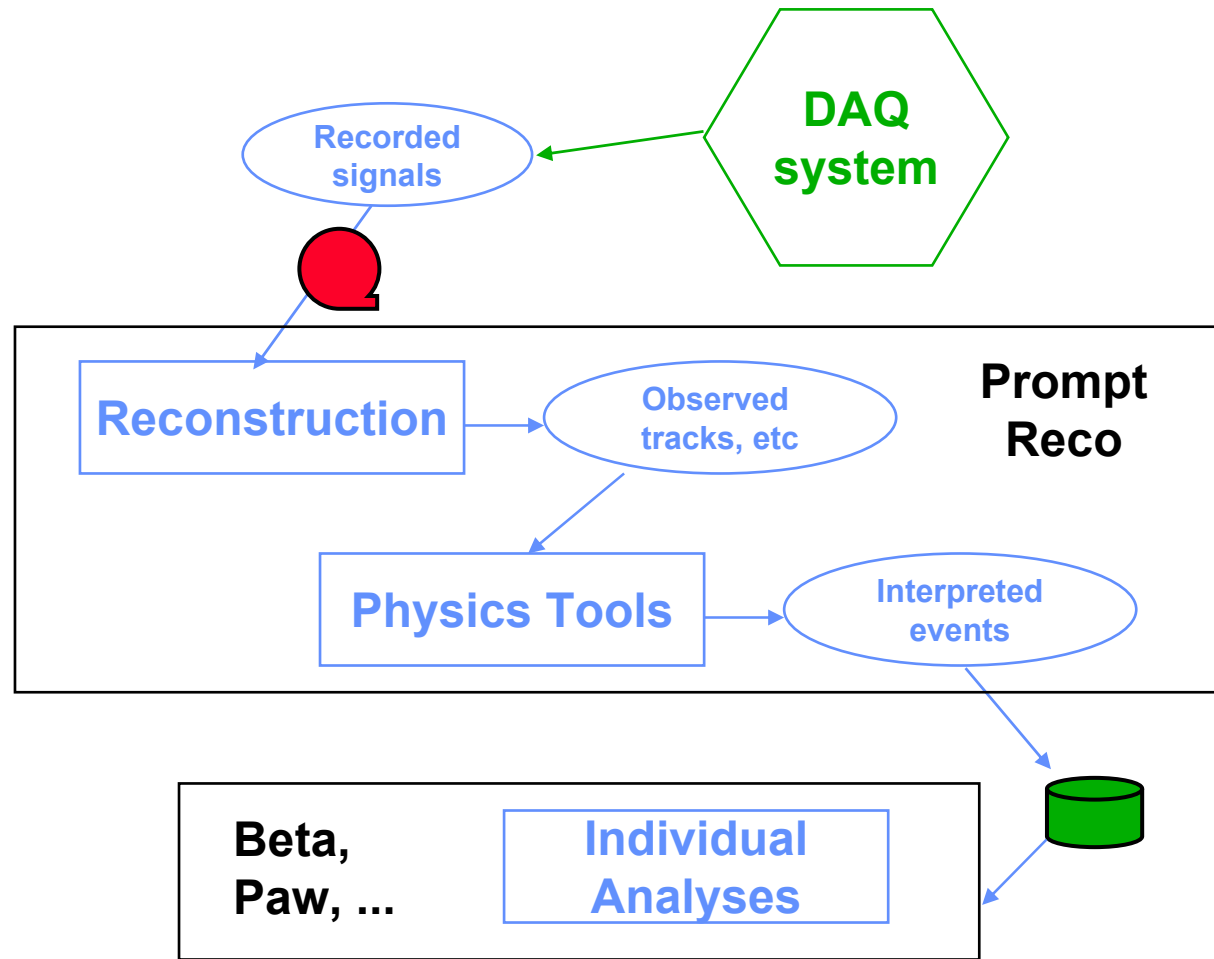 DAQ
system
Recorded
signals
Reconstruction
Observed
tracks, etc
Prompt
Reco
Physics Tools
Interpreted
events
Beta,
Paw, ...
Individual
Analyses